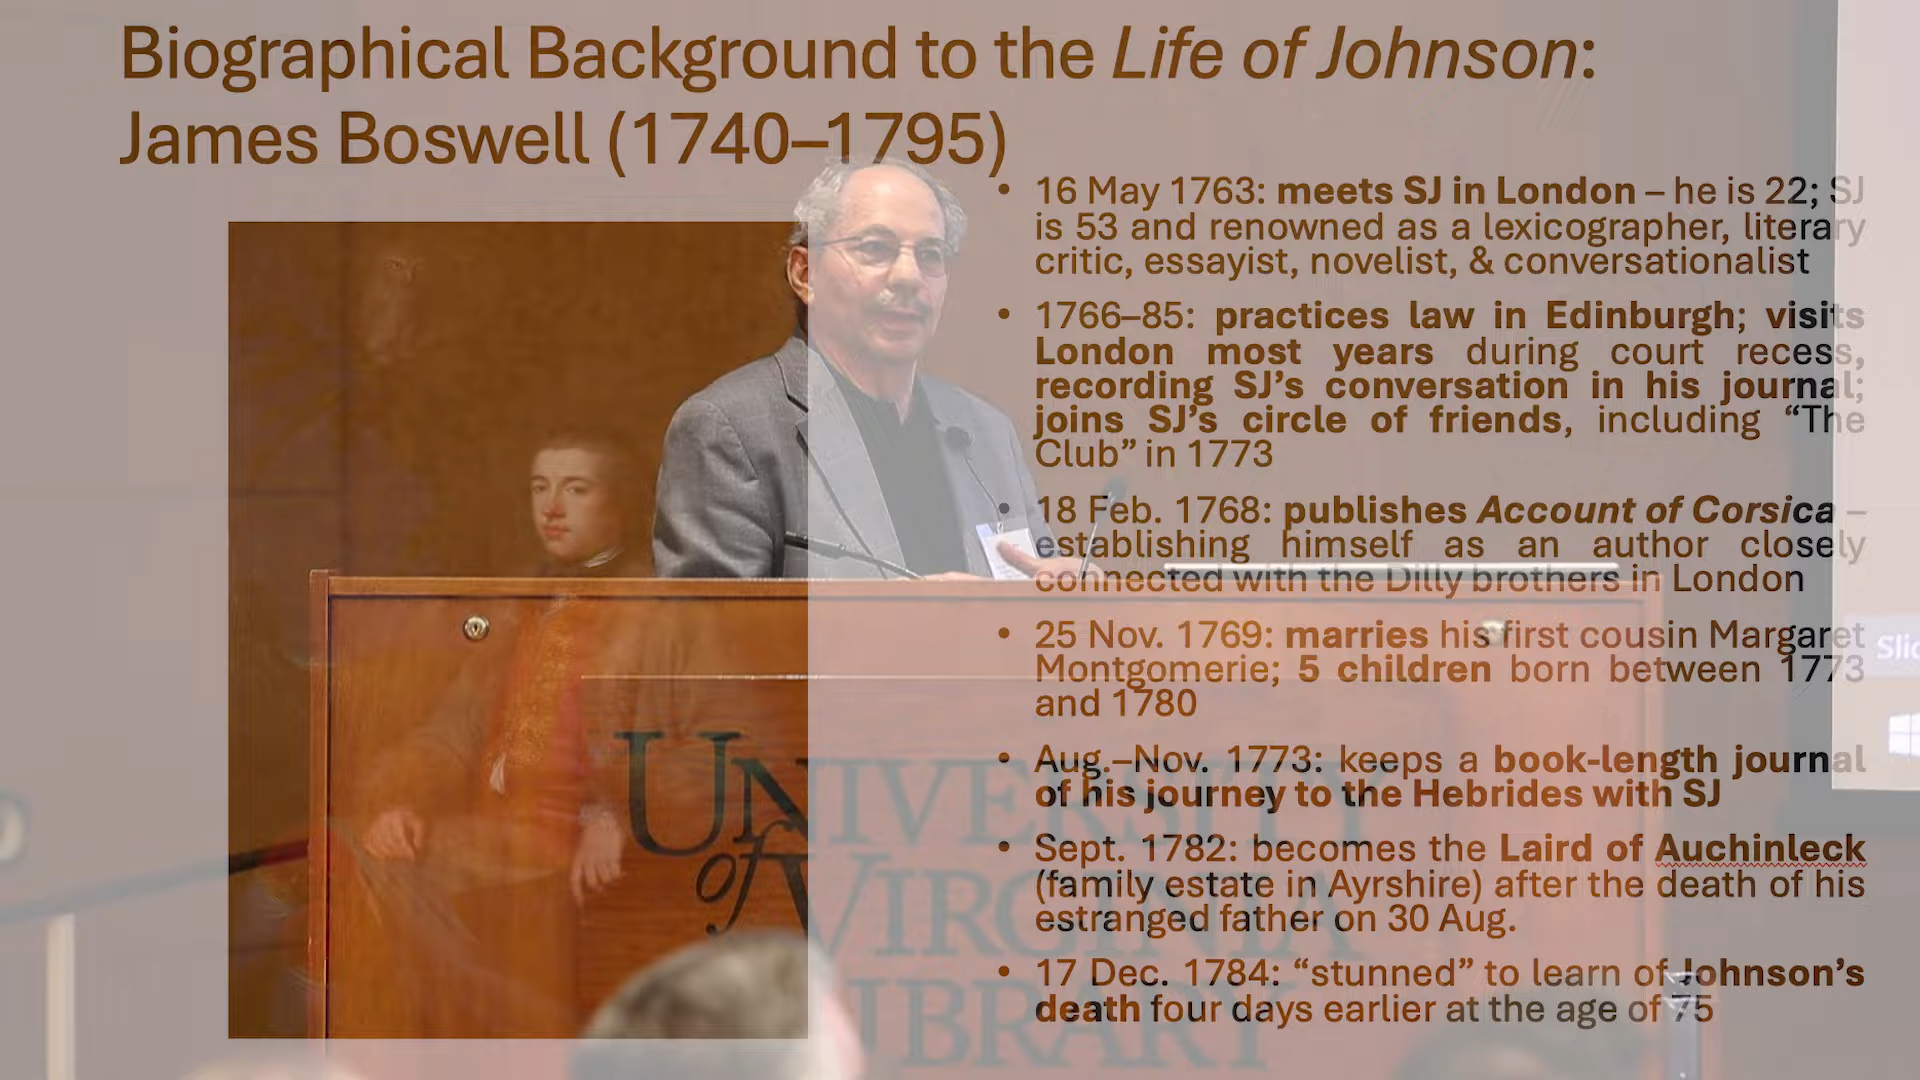 Biographical Background to the Life of Johnson:
James Boswell (1740–1795)
• 16 May 1763: meets SJ in London – he is 22; SJ
is 53 and renowned as a lexicographer, literary
critic, essayist, novelist, & conversationalist
• 1766–85: practices law in Edinburgh; visits
London most years during court recess,
recording SJ’s conversation in his journal;
joins SJ’s circle of friends, including “The
Club” in 1773
• 18 Feb. 1768: publishes Account of Corsica –
establishing himself as an author closely
connected with the Dilly brothers in London
• 25 Nov. 1769: marries his first cousin Margaret
Montgomerie; 5 children born between 1773
and 1780
• Aug.–Nov. 1773: keeps a book-length journal
of his journey to the Hebrides with SJ
• Sept. 1782: becomes the Laird of Auchinleck
(family estate in Ayrshire) after the death of his
estranged father on 30 Aug.
• 17 Dec. 1784: “stunned” to learn of Johnson’s
death four days earlier at the age of 75
UNIVERSITY
of VIRGINIA
LIBRARY